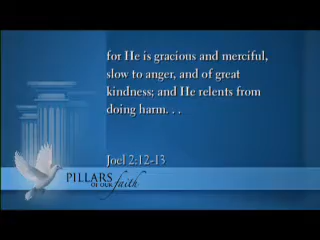 for He is gracious and merciful,
slow to anger, and of great
kindness; and He relents from
doing harm. . .
Joel 2:12-13
PILLARS
OF OUR faith